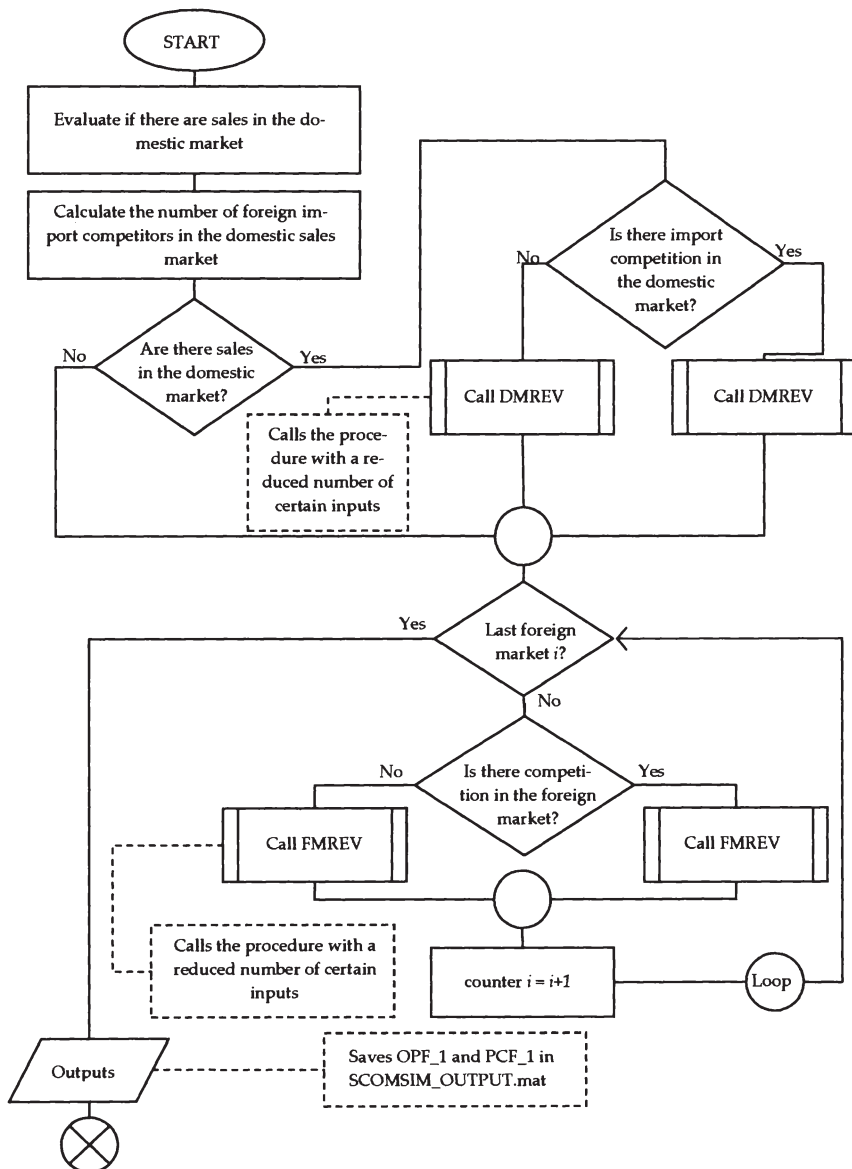 START
Evaluate if there are sales in the do-
mestic market
Calculate the number of foreign im-
port competitors in the domestic sales
market
Is there import
competition in
the domestic
market?
No
Yes
Are there sales
in the domestic
market?
No
Yes
Call DMREV
Call DMREV
Calls the proce-
dure with a re-
duced number of
certain inputs
Last foreign
market i?
Yes
No
Is there competi-
tion in the foreign
market?
No
Yes
Call FMREV
Call FMREV
Calls the procedure with a
reduced number of certain
inputs
counter i = i+1
Loop
Outputs
Saves OPF_1 and PCF_1 in
SCOMSIM_OUTPUT.mat